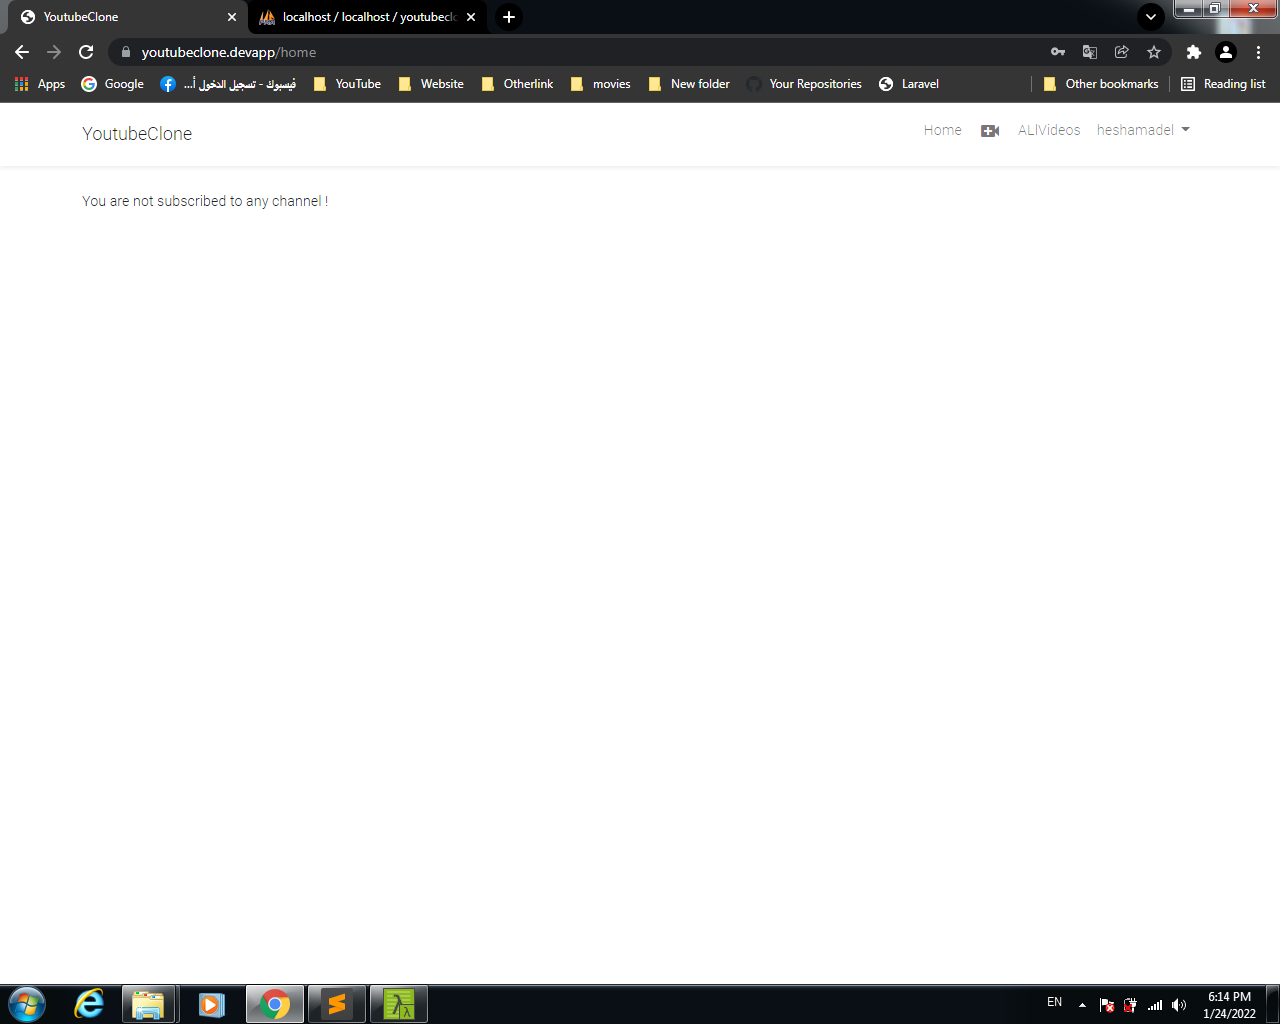 YoutubeClone
localhost / localhost / youtubeclo
youtubeclone.devapp/home
Apps
Google
فيسبوك - تسجيل الدخول أ...
YouTube
Website
Otherlink
movies
New folder
Your Repositories
Laravel
Other bookmarks
Reading list
YoutubeClone
Home
ALlVideos
heshamadel
You are not subscribed to any channel !
EN
6:14 PM
1/24/2022